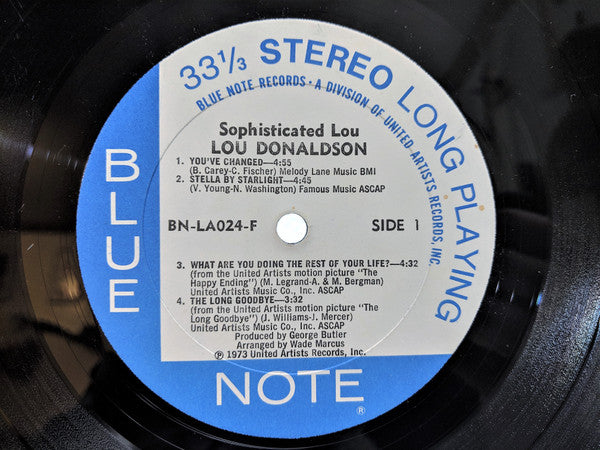 33⅓ STEREO LONG PLAYING
BLUE NOTE RECORDS • A DIVISION OF UNITED ARTISTS RECORDS, INC.
BLUE
Sophisticated Lou
LOU DONALDSON
1. YOU'VE CHANGED—4:55
(B. Carey-C. Fischer) Melody Lane Music BMI
2. STELLA BY STARLIGHT—4:45
(V. Young-N. Washington) Famous Music ASCAP
BN-LA024-F SIDE 1
3. WHAT ARE YOU DOING THE REST OF YOUR LIFE?—4:32
(from the United Artists motion picture "The
Happy Ending") (M. Legrand-A. & M. Bergman)
United Artists Music Co., Inc. ASCAP
4. THE LONG GOODBYE—3:32
(from the United Artists motion picture "The
Long Goodbye") (J. Williams-J. Mercer)
United Artists Music Co., Inc. ASCAP
Produced by George Butler
Arranged by Wade Marcus
℗ 1973 United Artists Records, Inc.
NOTE ®